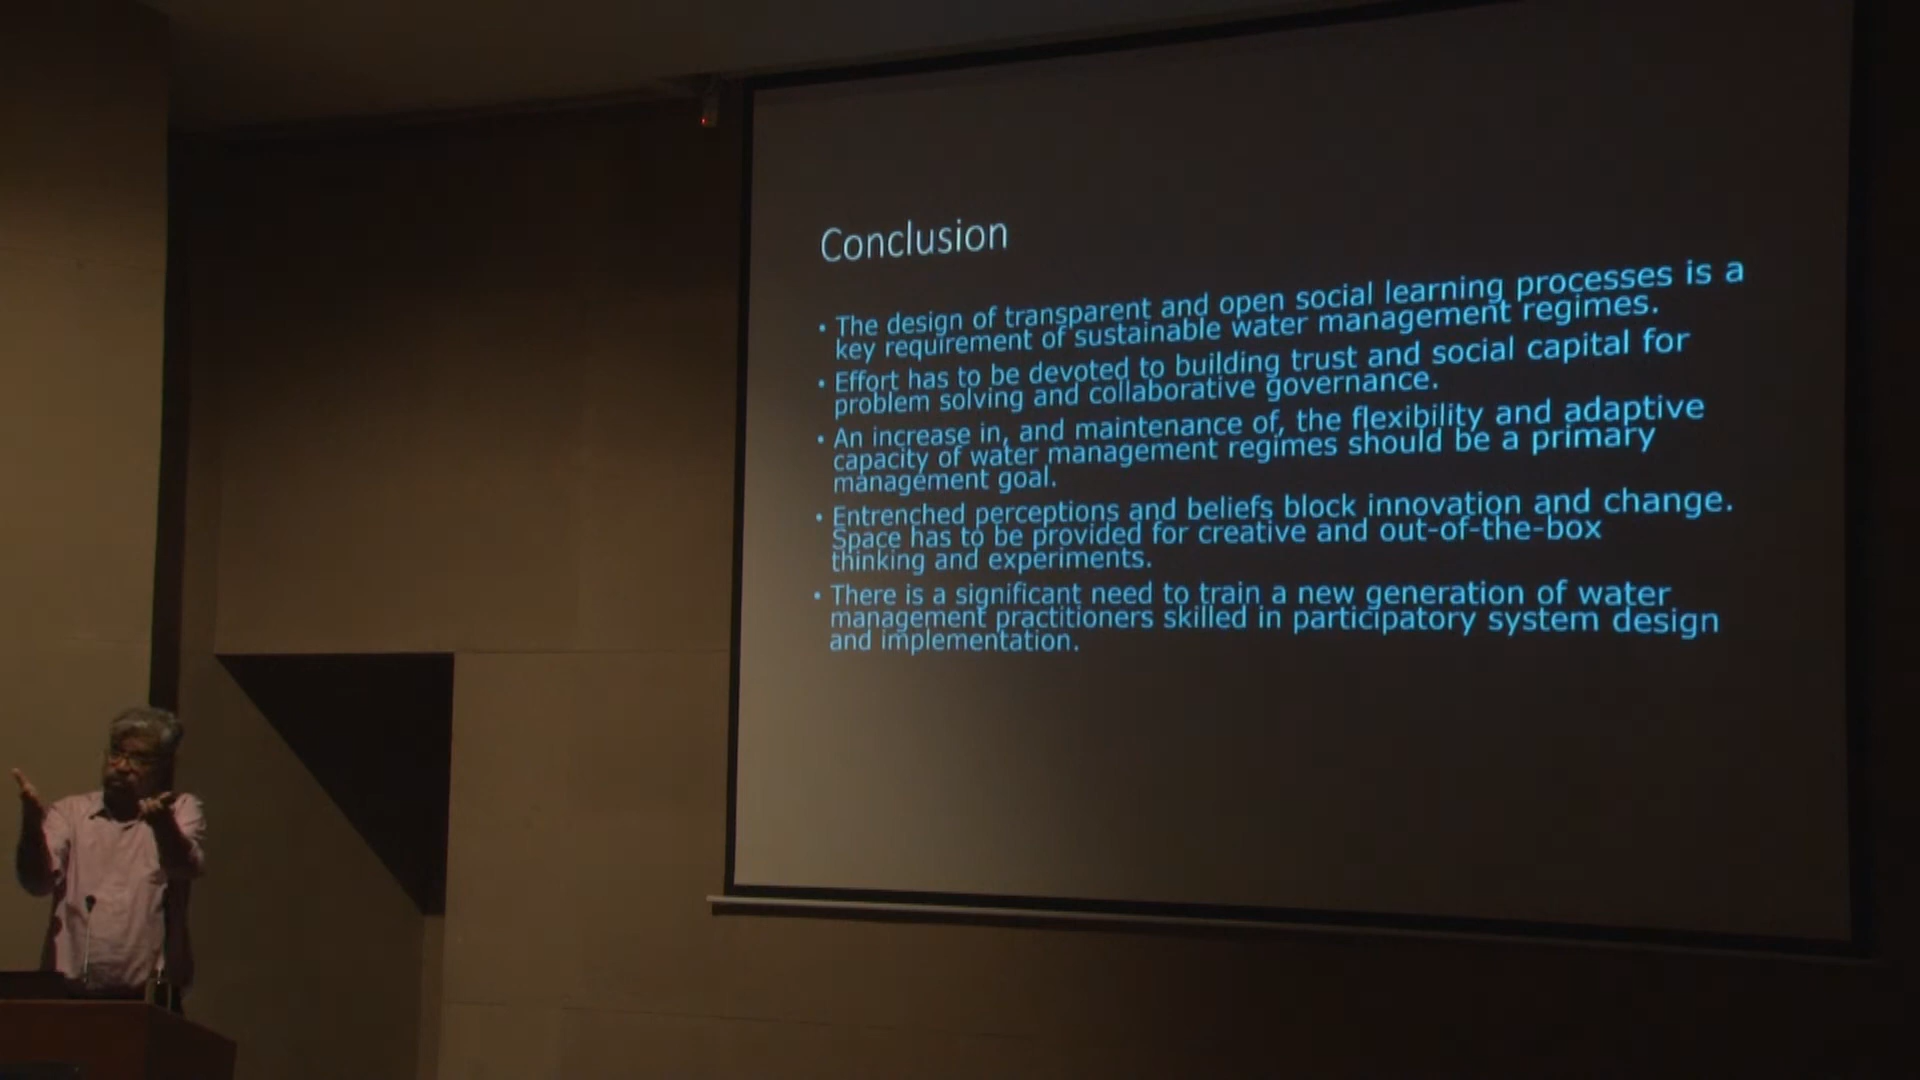 Conclusion
• The design of transparent and open social learning processes is a
key requirement of sustainable water management regimes.
• Effort has to be devoted to building trust and social capital for
problem solving and collaborative governance.
• An increase in, and maintenance of, the flexibility and adaptive
capacity of water management regimes should be a primary
management goal.
• Entrenched perceptions and beliefs block innovation and change.
Space has to be provided for creative and out-of-the-box
thinking and experiments.
• There is a significant need to train a new generation of water
management practitioners skilled in participatory system design
and implementation.